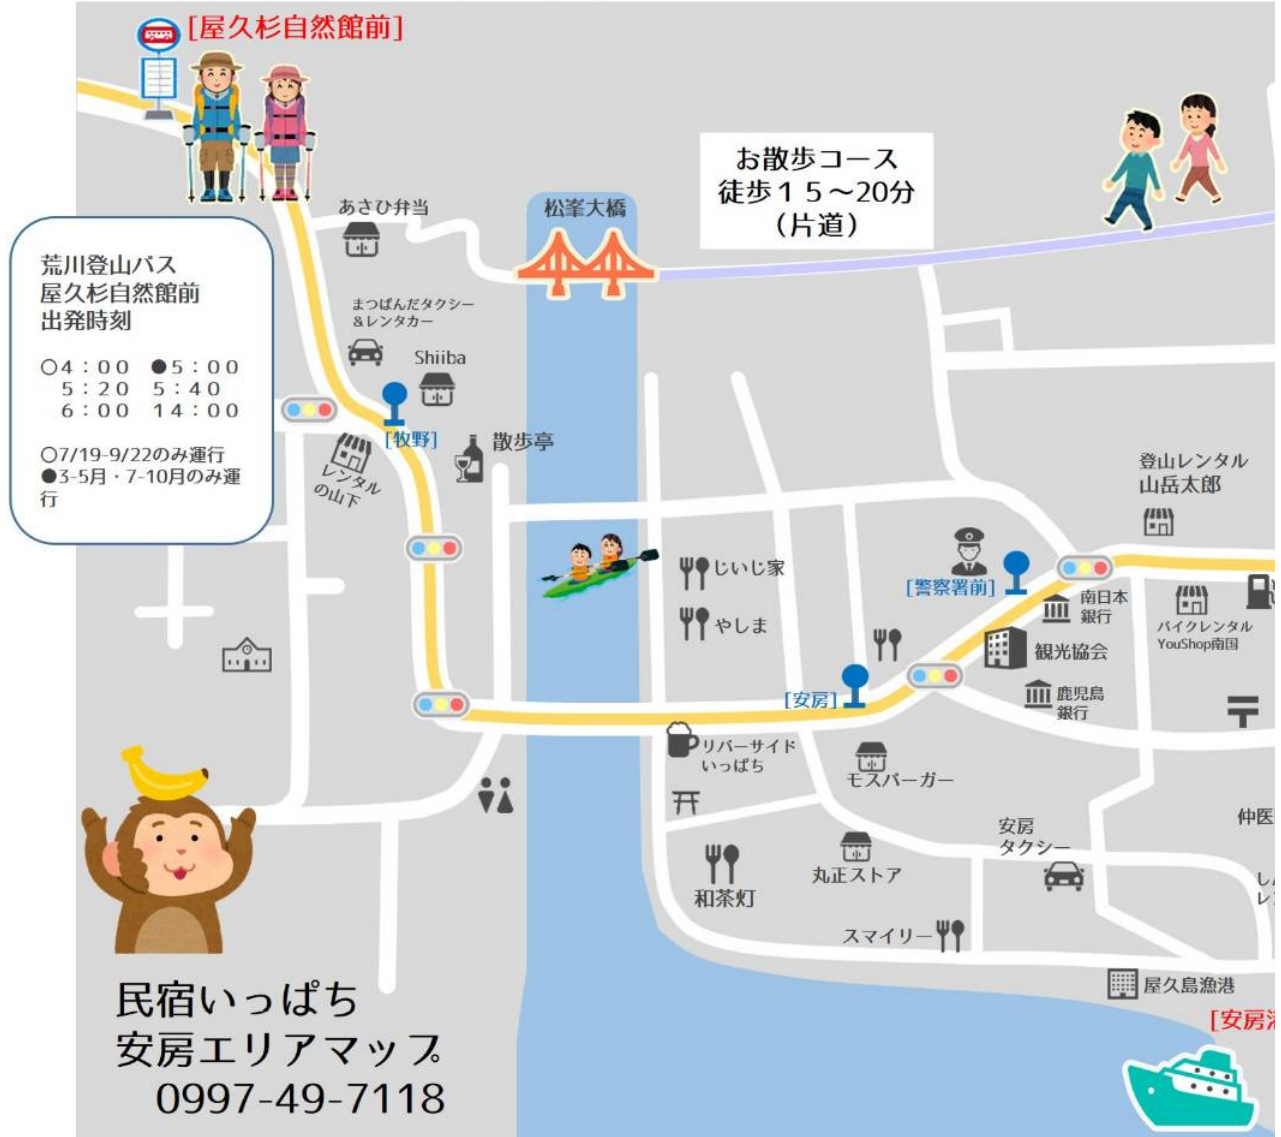 [屋久杉自然館前]
お散歩コース
徒歩１５～20分
（片道）
あさひ弁当
松峯大橋
荒川登山バス
屋久杉自然館前
出発時刻
○4：00 ●5：00
5：20 5：40
6：00 14：00
○7/19-9/22のみ運行
●3-5月・7-10月のみ運
行
まつばんだタクシー
&レンタカー
Shiiba
[牧野]
散歩亭
レンタル
の山下
登山レンタル
山岳太郎
じいじ家
やしま
[警察署前]
南日本
銀行
バイクレンタル
YouShop南国
観光協会
鹿児島
銀行
[安房]
リバーサイド
いっぱち
モスバーガー
安房
タクシー
仲医
丸正ストア
和茶灯
スマイリー
屋久島漁港
[安房港
民宿いっぱち
安房エリアマップ
0997-49-7118